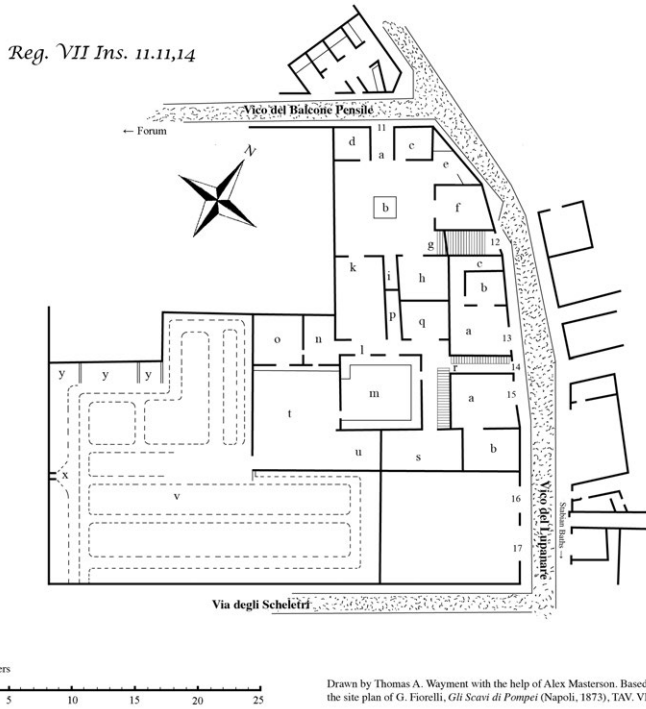 Reg. VII Ins. 11.11,14
Vico del Balcone Pensile
← Forum
11
d
a
c
e
N
b
f
g
12
k
i
h
c
b
p
q
a
13
o
n
l
r
14
y
y
y
m
a
15
t
u
s
b
x
v
16
17
Vico del Lupanare
Stabian Baths →
Via degli Scheletri
5
10
15
20
25
Drawn by Thomas A. Wayment with the help of Alex Masterson. Based
the site plan of G. Fiorelli, Gli Scavi di Pompei (Napoli, 1873), TAV.